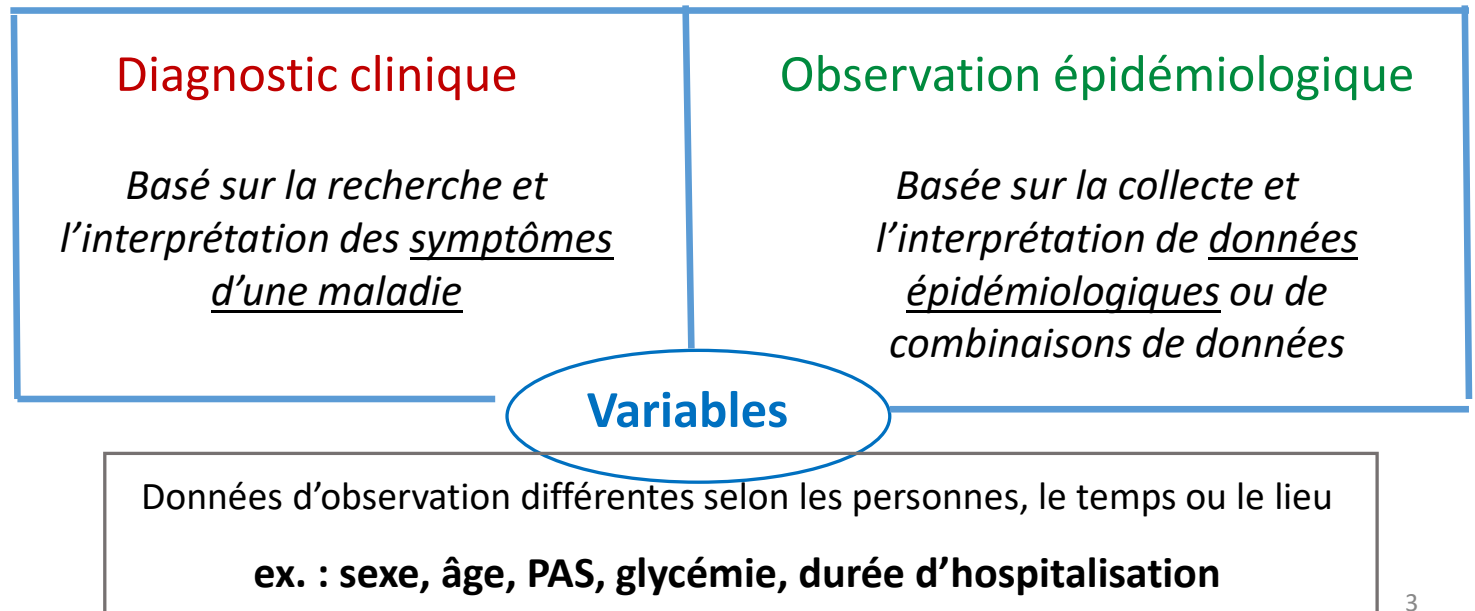 Diagnostic clinique
Basé sur la recherche et
l’interprétation des symptômes
d’une maladie
Observation épidémiologique
Basée sur la collecte et
l’interprétation de données
épidémiologiques ou de
combinaisons de données
Variables
Données d’observation différentes selon les personnes, le temps ou le lieu
ex. : sexe, âge, PAS, glycémie, durée d’hospitalisation
3